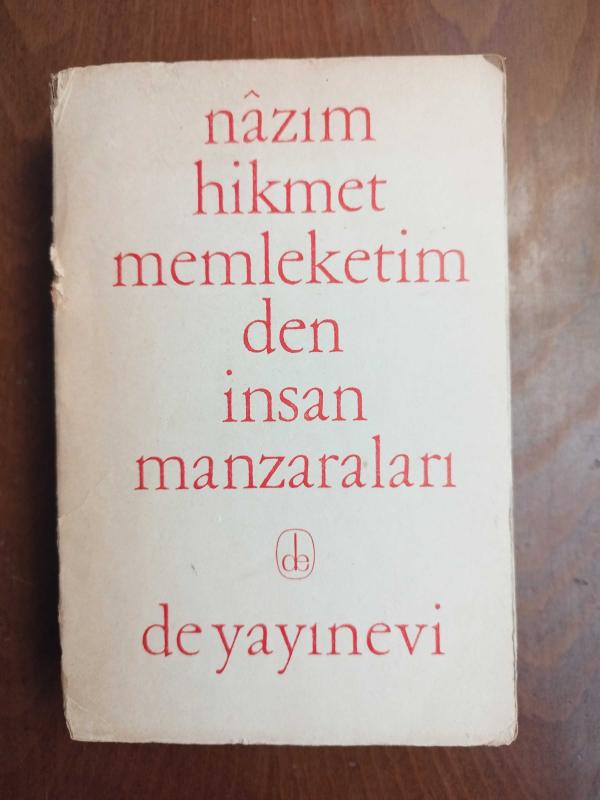 nâzım
hikmet
memleketim
den
insan
manzaraları
de
de yayınevi